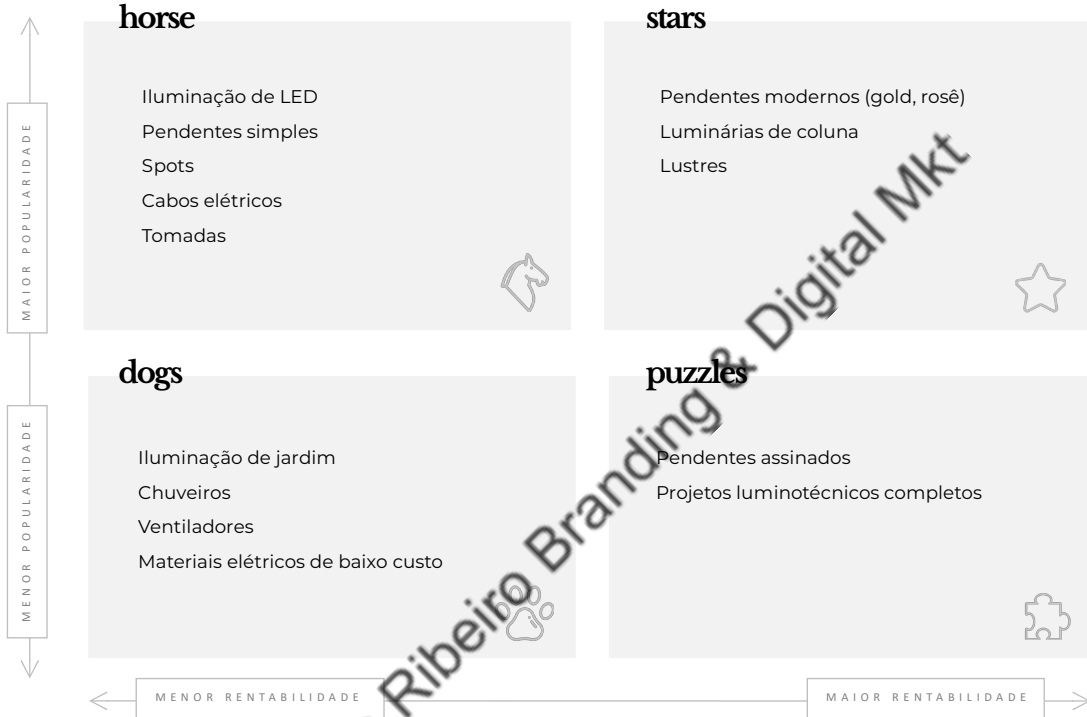 horse
Iluminação de LED
Pendentes simples
Spots
Cabos elétricos
Tomadas
stars
Pendentes modernos (gold, rosê)
Luminárias de coluna
Lustres
MAIOR POPULARIDADE
dogs
Iluminação de jardim
Chuveiros
Ventiladores
Materiais elétricos de baixo custo
puzzles
Pendentes assinados
Projetos luminotécnicos completos
MENOR POPULARIDADE
MENOR RENTABILIDADE
MAIOR RENTABILIDADE
Ribeiro Branding & Digital Mkt